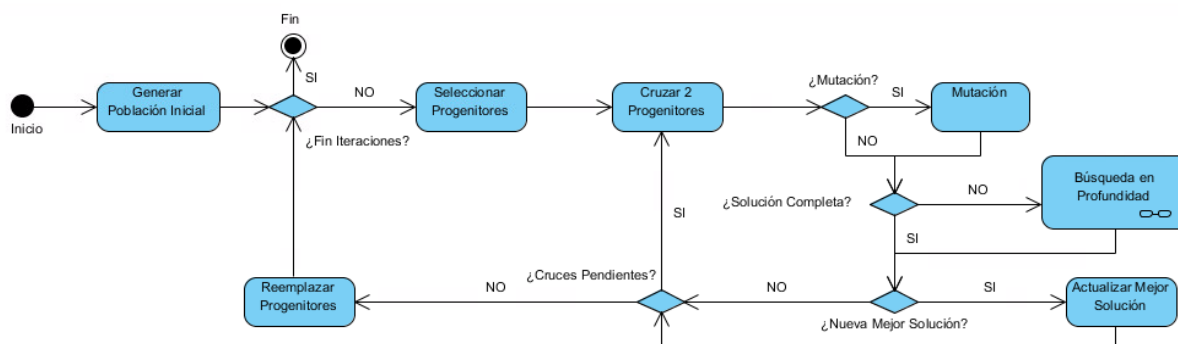 Fin
SI
Inicio
Generar
Población Inicial
NO
¿Fin Iteraciones?
Seleccionar
Progenitores
Cruzar 2
Progenitores
¿Mutación?
SI
Mutación
NO
¿Solución Completa?
NO
Búsqueda en
Profundidad
SI
SI
¿Cruces Pendientes?
Reemplazar
Progenitores
NO
NO
¿Nueva Mejor Solución?
SI
Actualizar Mejor
Solución